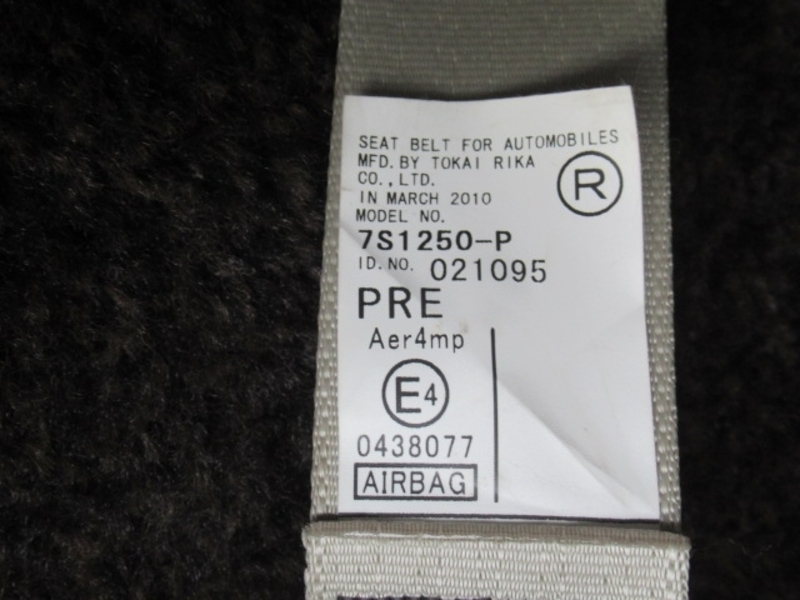 SEAT BELT FOR AUTOMOBILES
MFD. BY TOKAI RIKA
CO., LTD.
R
IN MARCH 2010
MODEL NO.
7S1250-P
ID. NO. 021095
PRE
Aer4mp
E4
0438077
AIRBAG